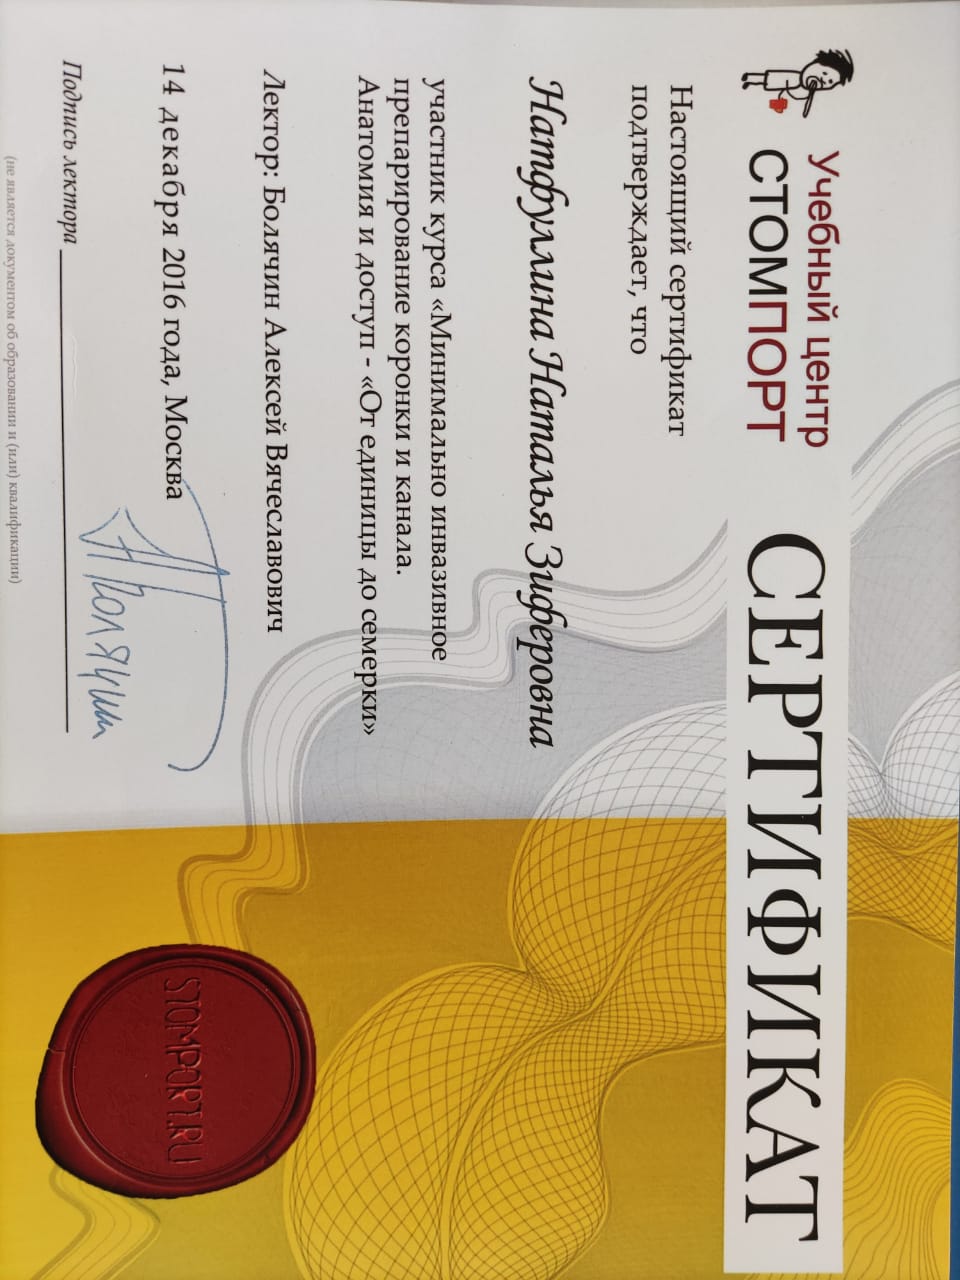 Учебный центр
СТОМПОРТ
СЕРТИФИКАТ
Настоящий сертификат
подтверждает, что
Натфуллина Наталья Зиферовна
участник курса «Минимально инвазивное
препарирование коронки и канала.
Анатомия и доступ - «От единицы до семерки»
Лектор: Болячин Алексей Вячеславович
14 декабря 2016 года, Москва
Подпись лектора
АБолячин
(не является документом об образовании и (или) квалификации)
STOMPORT.RU